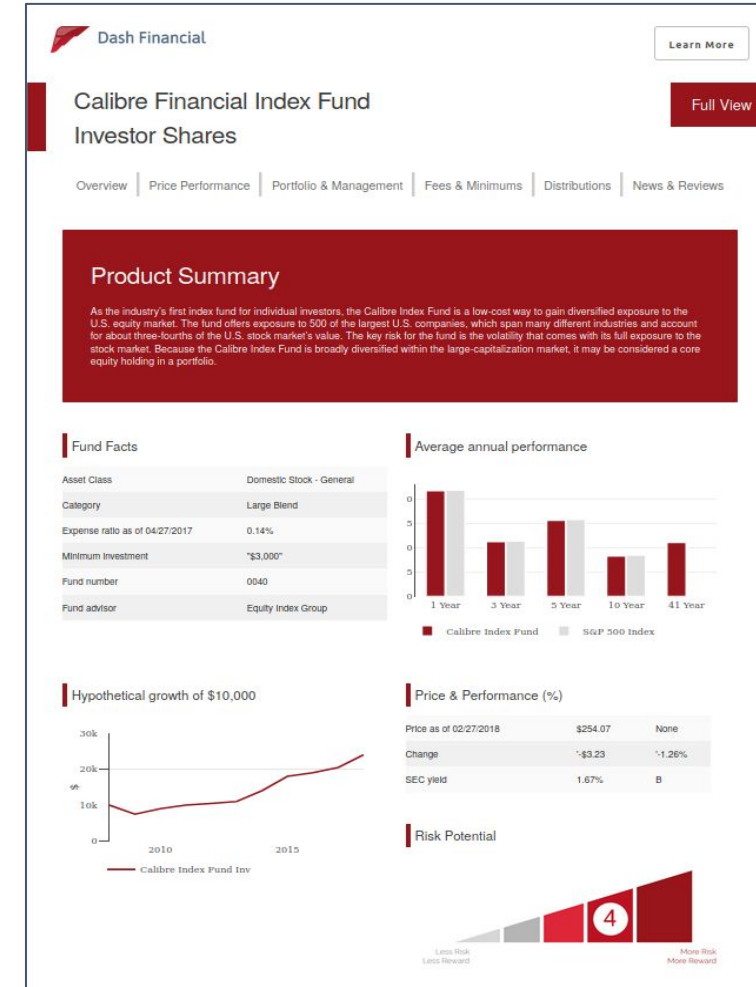 Dash Financial
Learn More
Calibre Financial Index Fund
Investor Shares
Full View
Overview
Price Performance
Portfolio & Management
Fees & Minimums
Distributions
News & Reviews
Product Summary
As the industry's first index fund for individual investors, the Calibre Index Fund is a low-cost way to gain diversified exposure to the
U.S. equity market. The fund offers exposure to 500 of the largest U.S. companies, which span many different industries and account
for about three-fourths of the U.S. stock market's value. The key risk for the fund is the volatility that comes with its full exposure to the
stock market. Because the Calibre Index Fund is broadly diversified within the large-capitalization market, it may be considered a core
equity holding in a portfolio.
Fund Facts
Asset Class Domestic Stock - General
Category Large Blend
Expense ratio as of 04/27/2017 0.14%
Minimum investment "$3,000"
Fund number 0040
Fund advisor Equity Index Group
Average annual performance
0
5
0
5
0
1 Year 3 Year 5 Year 10 Year 41 Year
Calibre Index Fund S&P 500 Index
Hypothetical growth of $10,000
30k
20k
$
10k
0
2010 2015
Calibre Index Fund Inv
Price & Performance (%)
Price as of 02/27/2018 $254.07 None
Change '-$3.23 '-1.26%
SEC yield 1.67% B
Risk Potential
4
Less Risk
Less Reward
More Risk
More Reward